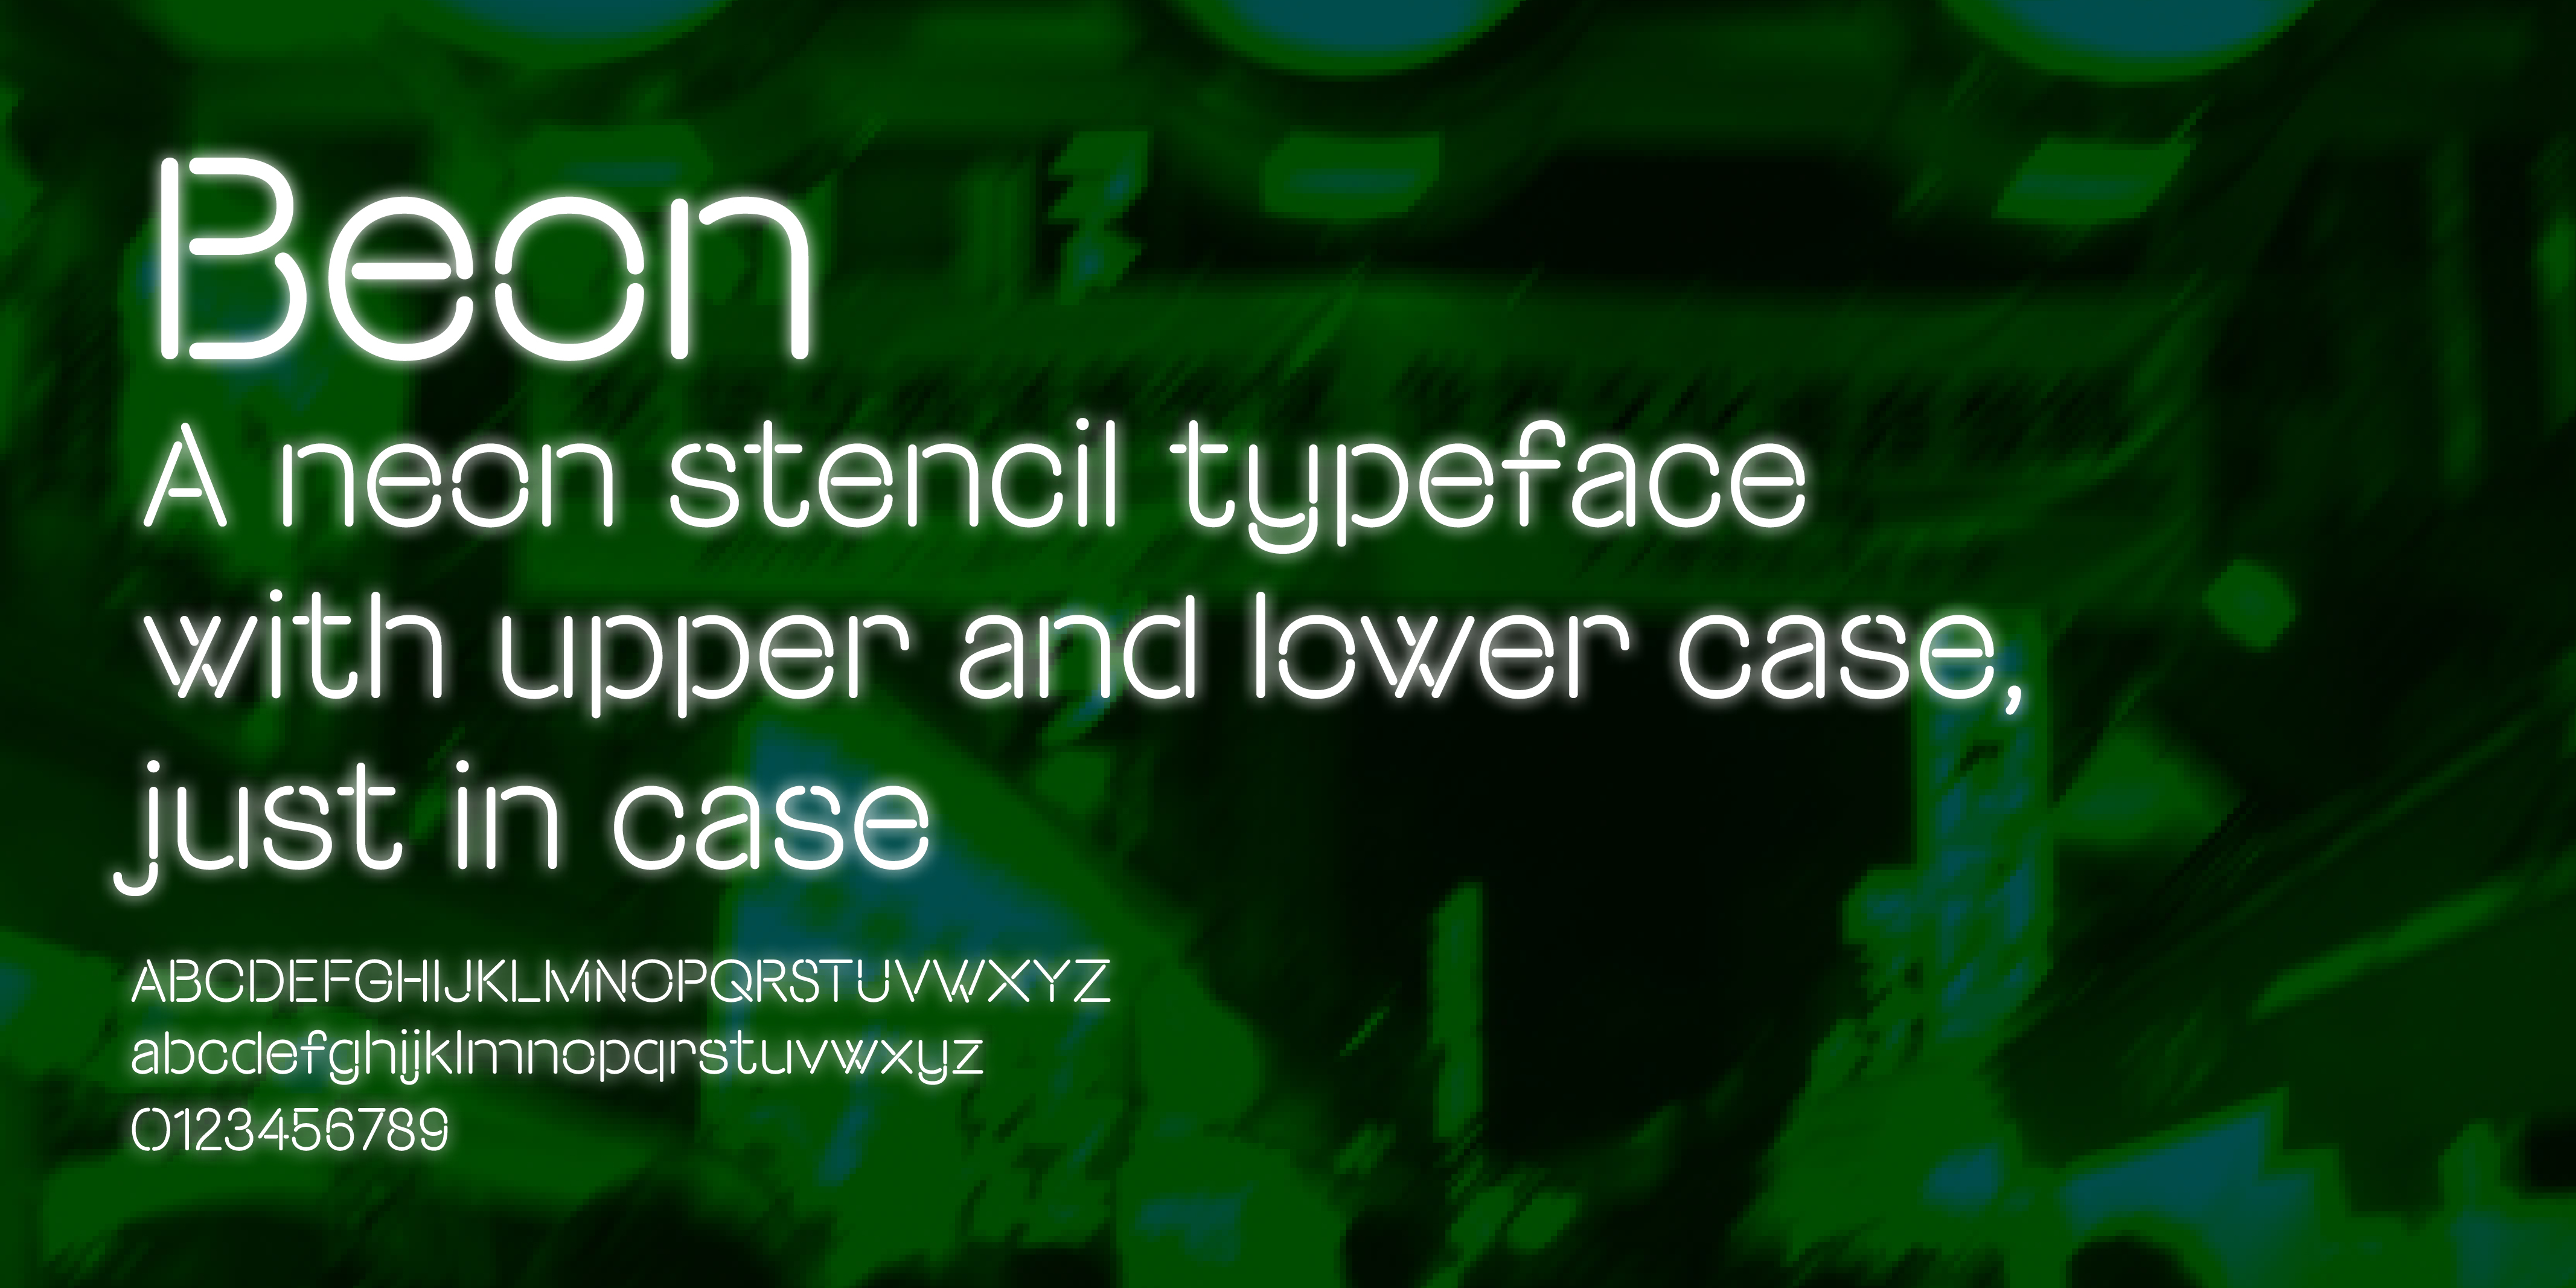 Beon
A neon stencil typeface
with upper and lower case,
just in case
ABCDEFGHIJKLMNOPQRSTUVWXYZ
abcdefghijklmnopqrstuvwxyz
0123456789